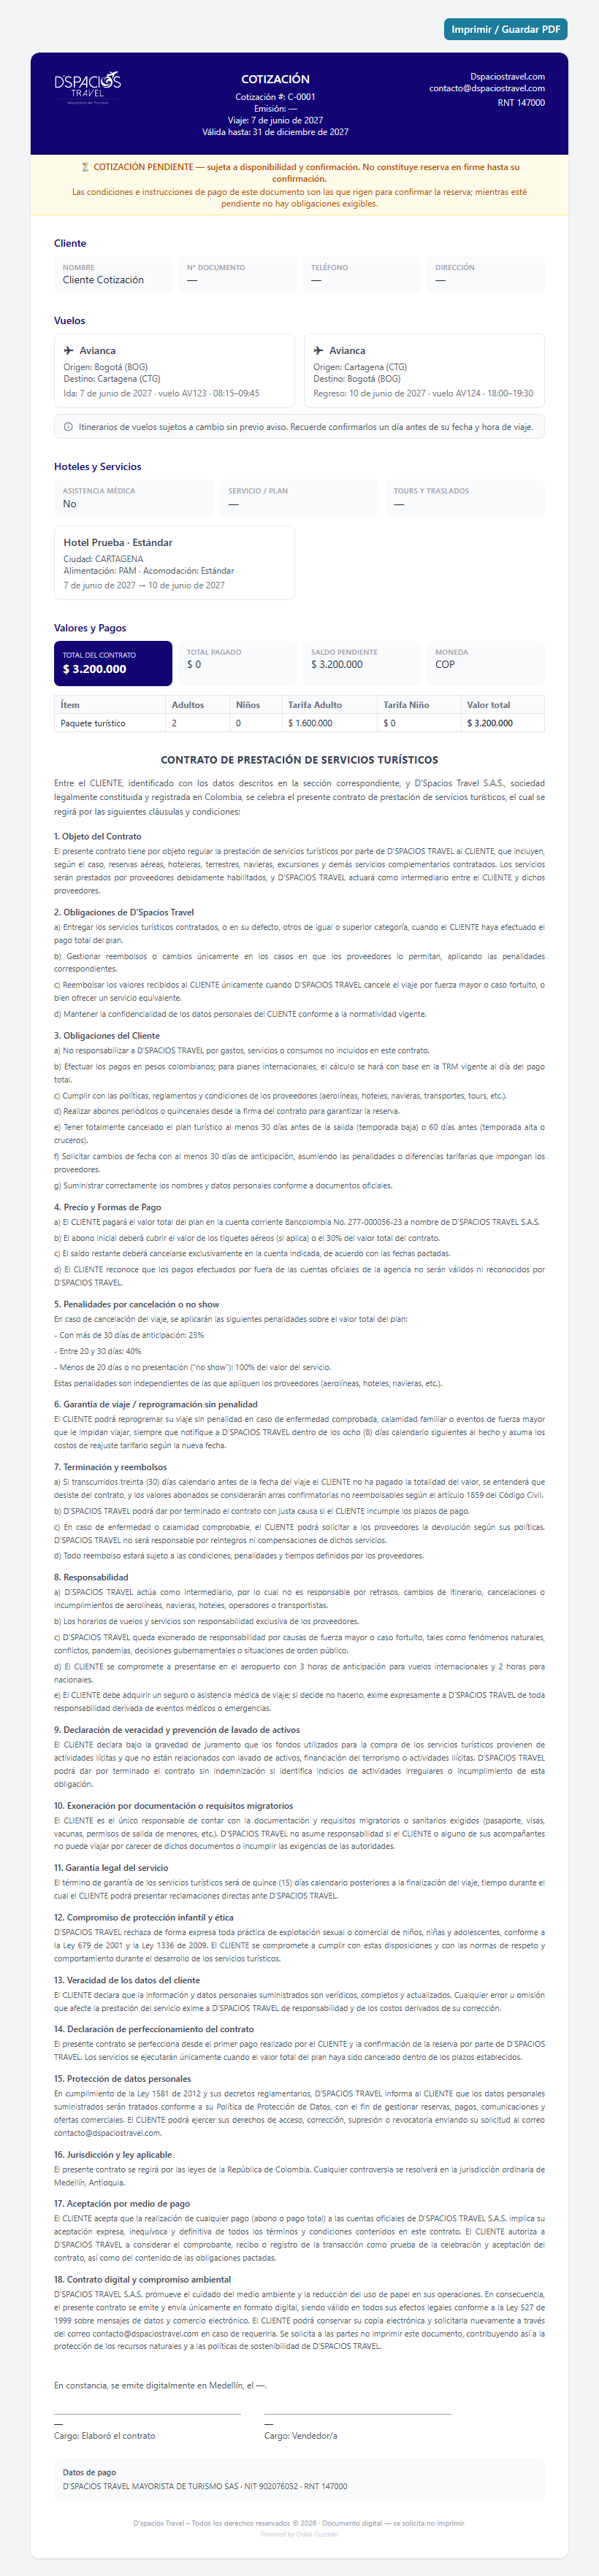 Imprimir / Guardar PDF
D'SPACIOS
TRAVEL
COTIZACIÓN
Cotización #: C-0001
Emisión: —
Viaje: 7 de junio de 2027
Válida hasta: 31 de diciembre de 2027
Dspaciostravel.com
contacto@dspaciostravel.com
RNT 147000
⏳ COTIZACIÓN PENDIENTE — sujeta a disponibilidad y confirmación. No constituye reserva en firme hasta su
confirmación.
Las condiciones e instrucciones de pago de este documento son las que rigen para confirmar la reserva; mientras esté
pendiente no hay obligaciones exigibles.
Cliente
NOMBRE
Cliente Cotización
N° DOCUMENTO
—
TELÉFONO
—
DIRECCIÓN
—
Vuelos
Avianca
Origen: Bogotá (BOG)
Destino: Cartagena (CTG)
Ida: 7 de junio de 2027 · vuelo AV123 · 08:15–09:45
Avianca
Origen: Cartagena (CTG)
Destino: Bogotá (BOG)
Regreso: 10 de junio de 2027 · vuelo AV124 · 18:00–19:30
Itinerarios de vuelos sujetos a cambio sin previo aviso. Recuerde confirmarlos un día antes de su fecha y hora de viaje.
Hoteles y Servicios
ASISTENCIA MÉDICA
No
SERVICIO / PLAN
—
TOURS Y TRASLADOS
—
Hotel Prueba · Estándar
Ciudad: CARTAGENA
Alimentación: PAM · Acomodación: Estándar
7 de junio de 2027 → 10 de junio de 2027
Valores y Pagos
TOTAL DEL CONTRATO
$ 3.200.000
TOTAL PAGADO
$ 0
SALDO PENDIENTE
$ 3.200.000
MONEDA
COP
Ítem Adultos Niños Tarifa Adulto Tarifa Niño Valor total
Paquete turístico 2 0 $ 1.600.000 $ 0 $ 3.200.000
CONTRATO DE PRESTACIÓN DE SERVICIOS TURÍSTICOS
Entre el CLIENTE, identificado con los datos descritos en la sección correspondiente, y D'Spacios Travel S.A.S., sociedad
legalmente constituida y registrada en Colombia, se celebra el presente contrato de prestación de servicios turísticos, el cual se
regirá por las siguientes cláusulas y condiciones:
1. Objeto del Contrato
El presente contrato tiene por objeto regular la prestación de servicios turísticos por parte de D'SPACIOS TRAVEL al CLIENTE, que incluyen,
según el caso, reservas aéreas, hoteleras, terrestres, navieras, excursiones y demás servicios complementarios contratados. Los servicios
serán prestados por proveedores debidamente habilitados, y D'SPACIOS TRAVEL actuará como intermediario entre el CLIENTE y dichos
proveedores.
2. Obligaciones de D'Spacios Travel
a) Entregar los servicios turísticos contratados, o en su defecto, otros de igual o superior categoría, cuando el CLIENTE haya efectuado el
pago total del plan.
b) Gestionar reembolsos o cambios únicamente en los casos en que los proveedores lo permitan, aplicando las penalidades
correspondientes.
c) Reembolsar los valores recibidos al CLIENTE únicamente cuando D'SPACIOS TRAVEL cancele el viaje por fuerza mayor o caso fortuito, o
bien ofrecer un servicio equivalente.
d) Mantener la confidencialidad de los datos personales del CLIENTE conforme a la normatividad vigente.
3. Obligaciones del Cliente
a) No responsabilizar a D'SPACIOS TRAVEL por gastos, servicios o consumos no incluidos en este contrato.
b) Efectuar los pagos en pesos colombianos; para planes internacionales, el cálculo se hará con base en la TRM vigente al día del pago
total.
c) Cumplir con las políticas, reglamentos y condiciones de los proveedores (aerolíneas, hoteles, navieras, transportes, tours, etc.).
d) Realizar abonos periódicos o quincenales desde la firma del contrato para garantizar la reserva.
e) Tener totalmente cancelado el plan turístico al menos 30 días antes de la salida (temporada baja) o 60 días antes (temporada alta o
cruceros).
f) Solicitar cambios de fecha con al menos 30 días de anticipación, asumiendo las penalidades o diferencias tarifarias que impongan los
proveedores.
g) Suministrar correctamente los nombres y datos personales conforme a documentos oficiales.
4. Precio y Formas de Pago
a) El CLIENTE pagará el valor total del plan en la cuenta corriente Bancolombia No. 277-000056-23 a nombre de D'SPACIOS TRAVEL S.A.S.
b) El abono inicial deberá cubrir el valor de los tiquetes aéreos (si aplica) o el 30% del valor total del contrato.
c) El saldo restante deberá cancelarse exclusivamente en la cuenta indicada, de acuerdo con las fechas pactadas.
d) El CLIENTE reconoce que los pagos efectuados por fuera de las cuentas oficiales de la agencia no serán válidos ni reconocidos por
D'SPACIOS TRAVEL.
5. Penalidades por cancelación o no show
En caso de cancelación del viaje, se aplicarán las siguientes penalidades sobre el valor total del plan:
- Con más de 30 días de anticipación: 25%
- Entre 20 y 30 días: 40%
- Menos de 20 días o no presentación ("no show"): 100% del valor del servicio.
Estas penalidades son independientes de las que apliquen los proveedores (aerolíneas, hoteles, navieras, etc.).
6. Garantía de viaje / reprogramación sin penalidad
El CLIENTE podrá reprogramar su viaje sin penalidad en caso de enfermedad comprobada, calamidad familiar o eventos de fuerza mayor
que le impidan viajar, siempre que notifique a D'SPACIOS TRAVEL dentro de los ocho (8) días calendario siguientes al hecho y asuma los
costos de reajuste tarifario según la nueva fecha.
7. Terminación y reembolsos
a) Si transcurridos treinta (30) días calendario antes de la fecha del viaje el CLIENTE no ha pagado la totalidad del valor, se entenderá que
desiste del contrato, y los valores abonados se considerarán arras confirmatorias no reembolsables según el artículo 1859 del Código Civil.
b) D'SPACIOS TRAVEL podrá dar por terminado el contrato con justa causa si el CLIENTE incumple los plazos de pago.
c) En caso de enfermedad o calamidad comprobable, el CLIENTE podrá solicitar a los proveedores la devolución según sus políticas.
D'SPACIOS TRAVEL no será responsable por reintegros ni compensaciones de dichos servicios.
d) Todo reembolso estará sujeto a las condiciones, penalidades y tiempos definidos por los proveedores.
8. Responsabilidad
a) D'SPACIOS TRAVEL actúa como intermediario, por lo cual no es responsable por retrasos, cambios de itinerario, cancelaciones o
incumplimientos de aerolíneas, navieras, hoteles, operadores o transportistas.
b) Los horarios de vuelos y servicios son responsabilidad exclusiva de los proveedores.
c) D'SPACIOS TRAVEL queda exonerado de responsabilidad por causas de fuerza mayor o caso fortuito, tales como fenómenos naturales,
conflictos, pandemias, decisiones gubernamentales o situaciones de orden público.
d) El CLIENTE se compromete a presentarse en el aeropuerto con 3 horas de anticipación para vuelos internacionales y 2 horas para
nacionales.
e) El CLIENTE debe adquirir un seguro o asistencia médica de viaje; si decide no hacerlo, exime expresamente a D'SPACIOS TRAVEL de toda
responsabilidad derivada de eventos médicos o emergencias.
9. Declaración de veracidad y prevención de lavado de activos
El CLIENTE declara bajo la gravedad de juramento que los fondos utilizados para la compra de los servicios turísticos provienen de
actividades lícitas y que no están relacionados con lavado de activos, financiación del terrorismo o actividades ilícitas. D'SPACIOS TRAVEL
podrá dar por terminado el contrato sin indemnización si identifica indicios de actividades irregulares o incumplimiento de esta
obligación.
10. Exoneración por documentación o requisitos migratorios
El CLIENTE es el único responsable de contar con la documentación y requisitos migratorios o sanitarios exigidos (pasaporte, visas,
vacunas, permisos de salida de menores, etc.). D'SPACIOS TRAVEL no asume responsabilidad si el CLIENTE o alguno de sus acompañantes
no puede viajar por carecer de dichos documentos o incumplir las exigencias de las autoridades.
11. Garantía legal del servicio
El término de garantía de los servicios turísticos será de quince (15) días calendario posteriores a la finalización del viaje, tiempo durante el
cual el CLIENTE podrá presentar reclamaciones directas ante D'SPACIOS TRAVEL.
12. Compromiso de protección infantil y ética
D'SPACIOS TRAVEL rechaza de forma expresa toda práctica de explotación sexual o comercial de niños, niñas y adolescentes, conforme a
la Ley 679 de 2001 y la Ley 1336 de 2009. El CLIENTE se compromete a cumplir con estas disposiciones y con las normas de respeto y
comportamiento durante el desarrollo de los servicios turísticos.
13. Veracidad de los datos del cliente
El CLIENTE declara que la información y datos personales suministrados son verídicos, completos y actualizados. Cualquier error u omisión
que afecte la prestación del servicio exime a D'SPACIOS TRAVEL de responsabilidad y de los costos derivados de su corrección.
14. Declaración de perfeccionamiento del contrato
El presente contrato se perfecciona desde el primer pago realizado por el CLIENTE y la confirmación de la reserva por parte de D'SPACIOS
TRAVEL. Los servicios se ejecutarán únicamente cuando el valor total del plan haya sido cancelado dentro de los plazos establecidos.
15. Protección de datos personales
En cumplimiento de la Ley 1581 de 2012 y sus decretos reglamentarios, D'SPACIOS TRAVEL informa al CLIENTE que los datos personales
suministrados serán tratados conforme a su Política de Protección de Datos, con el fin de gestionar reservas, pagos, comunicaciones y
ofertas comerciales. El CLIENTE podrá ejercer sus derechos de acceso, corrección, supresión o revocatoria enviando su solicitud al correo
contacto@dspaciostravel.com.
16. Jurisdicción y ley aplicable
El presente contrato se regirá por las leyes de la República de Colombia. Cualquier controversia se resolverá en la jurisdicción ordinaria de
Medellín, Antioquia.
17. Aceptación por medio de pago
El CLIENTE acepta que la realización de cualquier pago (abono o pago total) a las cuentas oficiales de D'SPACIOS TRAVEL S.A.S. implica su
aceptación expresa, inequívoca y definitiva de todos los términos y condiciones contenidos en este contrato. El CLIENTE autoriza a
D'SPACIOS TRAVEL a considerar el comprobante, recibo o registro de la transacción como prueba de la celebración y aceptación del
contrato, así como del contenido de las obligaciones pactadas.
18. Contrato digital y compromiso ambiental
D'SPACIOS TRAVEL S.A.S. promueve el cuidado del medio ambiente y la reducción del uso de papel en sus operaciones. En consecuencia,
el presente contrato se emite y envía únicamente en formato digital, siendo válido en todos sus efectos legales conforme a la Ley 527 de
1999 sobre mensajes de datos y comercio electrónico. El CLIENTE podrá conservar su copia electrónica y solicitarla nuevamente a través
del correo contacto@dspaciostravel.com en caso de requerirla. Se solicita a las partes no imprimir este documento, contribuyendo así a la
protección de los recursos naturales y a las políticas de sostenibilidad de D'SPACIOS TRAVEL.
En constancia, se emite digitalmente en Medellín, el —.
—
Cargo: Elaboró el contrato
—
Cargo: Vendedor/a
Datos de pago
D'SPACIOS TRAVEL MAYORISTA DE TURISMO SAS · NIT 902076052 · RNT 147000
D'spacios Travel – Todos los derechos reservados © 2026 · Documento digital — se solicita no imprimir.
Powered by Odair Guzmán